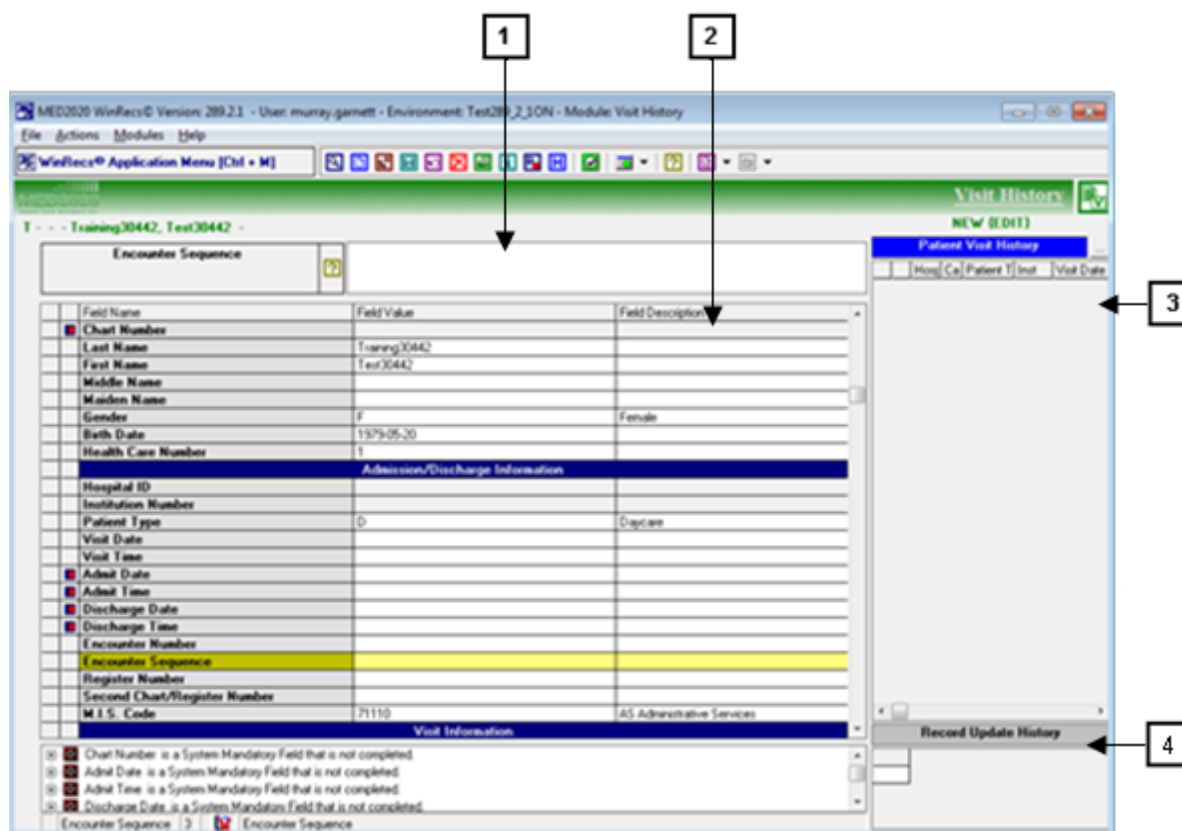 1
2
MED2020 WinRecs© Version: 289.2.1 - User: murray.garnett - Environment: Test289_2_1ON - Module: Visit History
File Actions Modules Help
WinRecs© Application Menu [Ctrl + M]
MED2020
Visit History
T - - - Training30442, Test30442 -
NEW (EDIT)
Encounter Sequence
Patient Visit History
...
Hosp Ca Patient T Inst Visit Date
3
Field Name Field Value Field Description
Chart Number
Last Name Training30442
First Name Test30442
Middle Name
Maiden Name
Gender F Female
Birth Date 1979-05-20
Health Care Number 1
Admission/Discharge Information
Hospital ID
Institution Number
Patient Type D Daycare
Visit Date
Visit Time
Admit Date
Admit Time
Discharge Date
Discharge Time
Encounter Number
Encounter Sequence
Register Number
Second Chart/Register Number
M.I.S. Code 71110 AS Administrative Services
Visit Information
Record Update History
4
Chart Number is a System Mandatory Field that is not completed.
Admit Date is a System Mandatory Field that is not completed.
Admit Time is a System Mandatory Field that is not completed.
Discharge Date is a System Mandatory Field that is not completed.
Encounter Sequence 3 Encounter Sequence